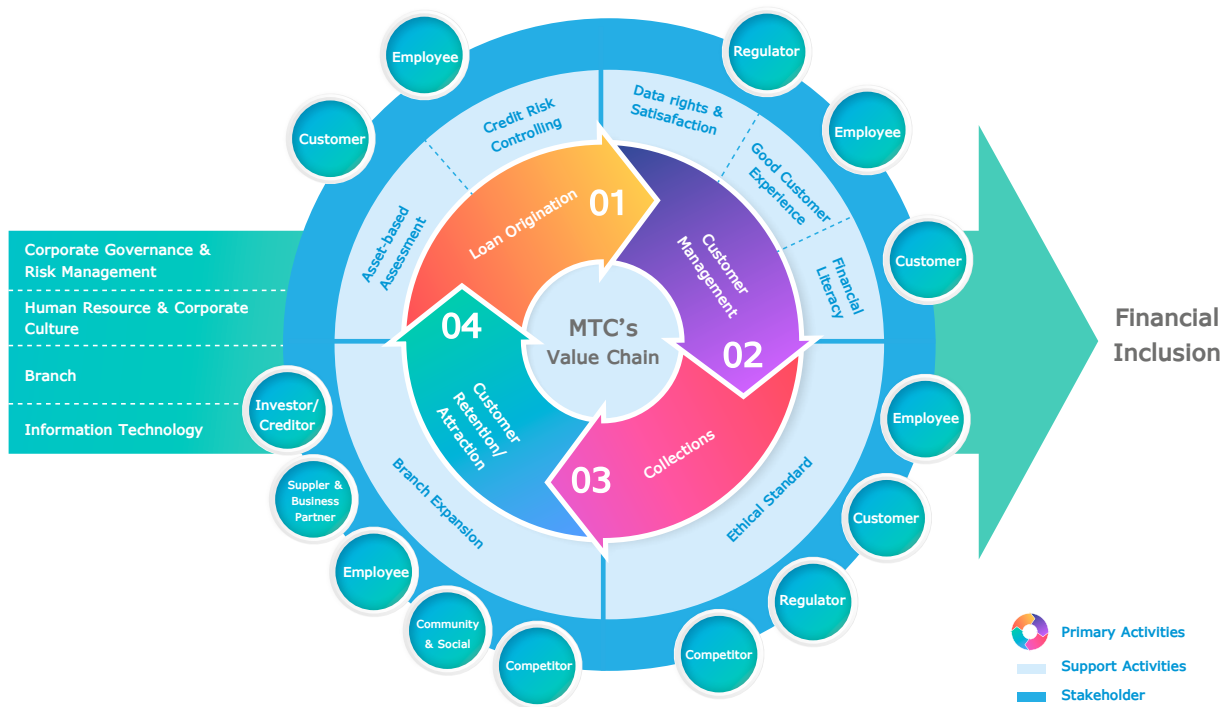 Employee
Customer
Regulator
Employee
Customer
Credit Risk
Controlling
Data rights &
Satisafaction
Good Customer
Experience
Financial
Literacy
Asset-based
Assessment
Loan Origination
01
Customer
Management
02
Collections
03
Customer
Retention/
Attraction
04
MTC’s
Value Chain
Corporate Governance &
Risk Management
Human Resource & Corporate
Culture
Branch
Information Technology
Financial
Inclusion
Investor/
Creditor
Suppler &
Business
Partner
Employee
Community
& Social
Competitor
Branch Expansion
Ethical Standard
Employee
Customer
Regulator
Competitor
Primary Activities
Support Activities
Stakeholder